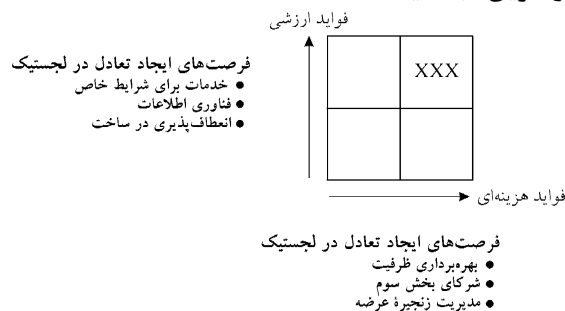 فواید ارزشی
XXX
فرصت‌های ایجاد تعادل در لجستیک
● خدمات برای شرایط خاص
● فناوری اطلاعات
● انعطاف‌پذیری در ساخت
فواید هزینه‌ای
فرصت‌های ایجاد تعادل در لجستیک
● بهره‌برداری ظرفیت
● شرکای بخش سوم
● مدیریت زنجیرهٔ عرضه